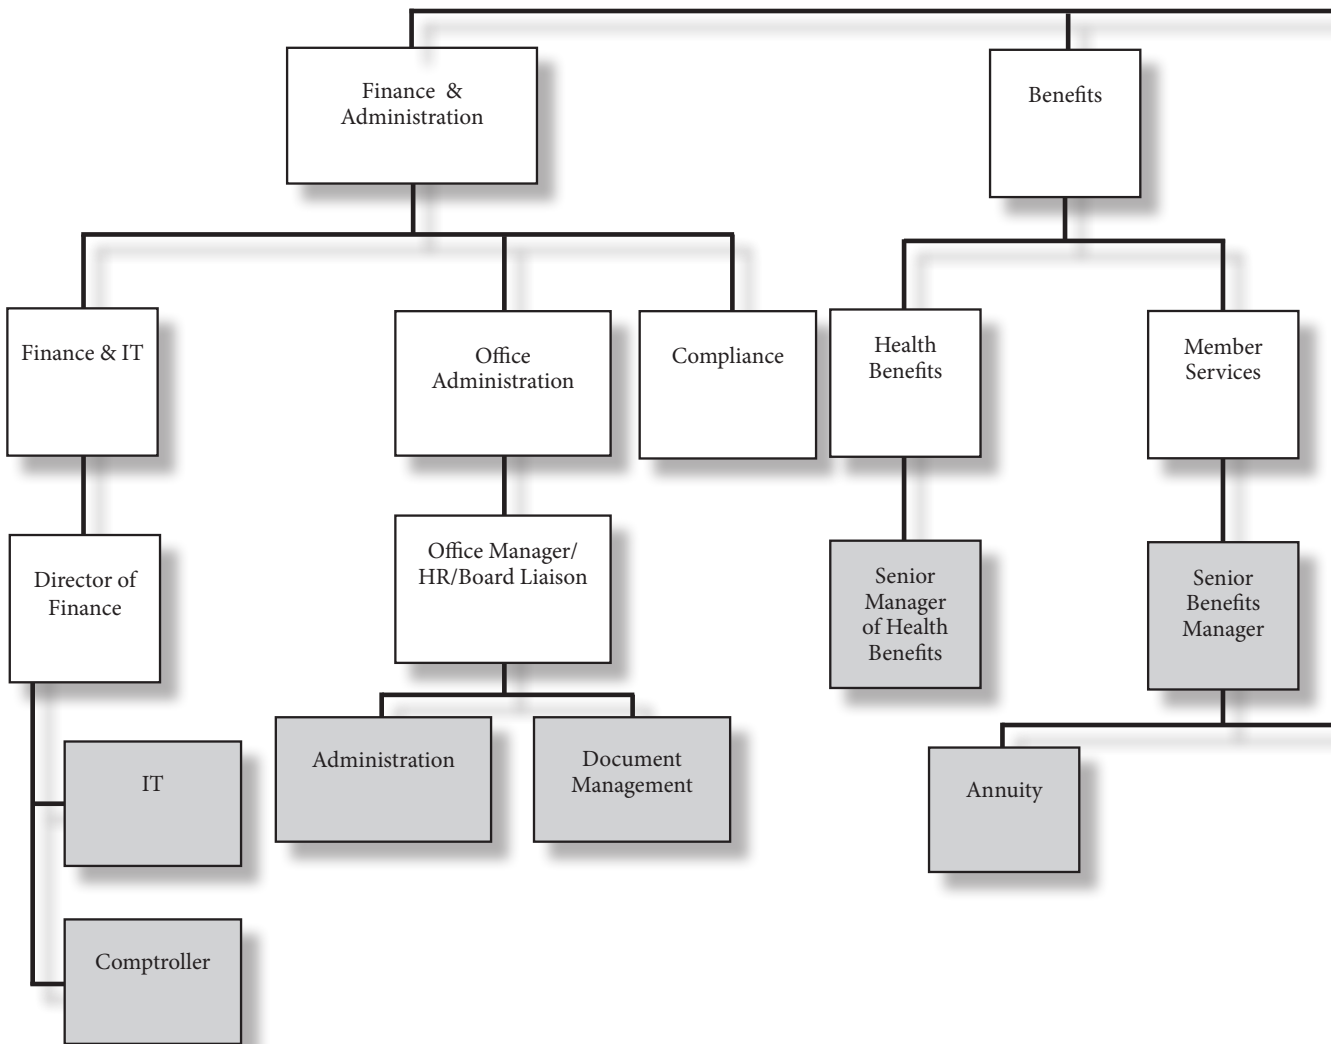 Finance &
Administration
Benefits
Finance & IT
Office
Administration
Compliance
Health
Benefits
Member
Services
Director of
Finance
Office Manager/
HR/Board Liaison
Senior
Manager
of Health
Benefits
Senior
Benefits
Manager
IT
Administration
Document
Management
Annuity
Comptroller